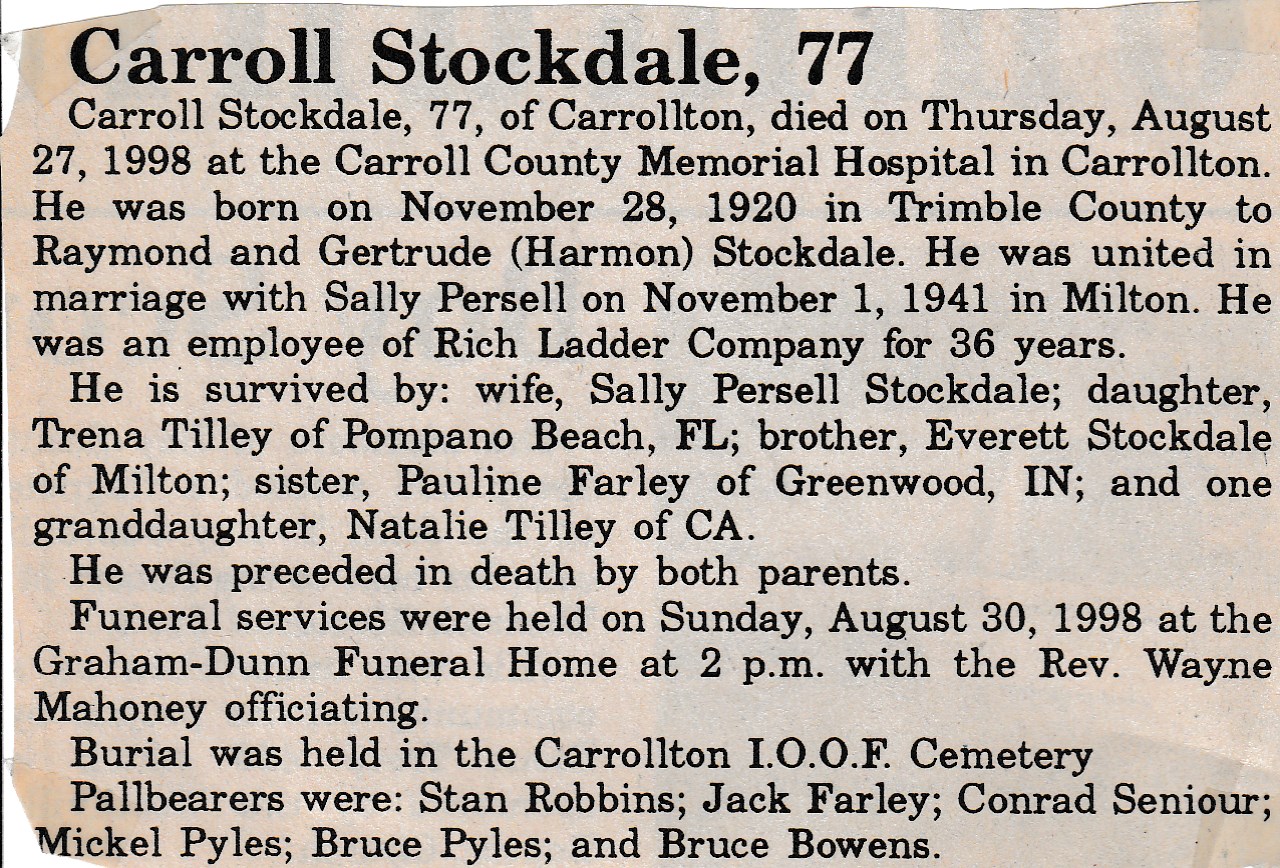 Carroll Stockdale, 77
Carroll Stockdale, 77, of Carrollton, died on Thursday, August
27, 1998 at the Carroll County Memorial Hospital in Carrollton.
He was born on November 28, 1920 in Trimble County to
Raymond and Gertrude (Harmon) Stockdale. He was united in
marriage with Sally Persell on November 1, 1941 in Milton. He
was an employee of Rich Ladder Company for 36 years.
He is survived by: wife, Sally Persell Stockdale; daughter,
Trena Tilley of Pompano Beach, FL; brother, Everett Stockdale
of Milton; sister, Pauline Farley of Greenwood, IN; and one
granddaughter, Natalie Tilley of CA.
He was preceded in death by both parents.
Funeral services were held on Sunday, August 30, 1998 at the
Graham-Dunn Funeral Home at 2 p.m. with the Rev. Wayne
Mahoney officiating.
Burial was held in the Carrollton I.O.O.F. Cemetery
Pallbearers were: Stan Robbins; Jack Farley; Conrad Seniour;
Mickel Pyles; Bruce Pyles; and Bruce Bowens.